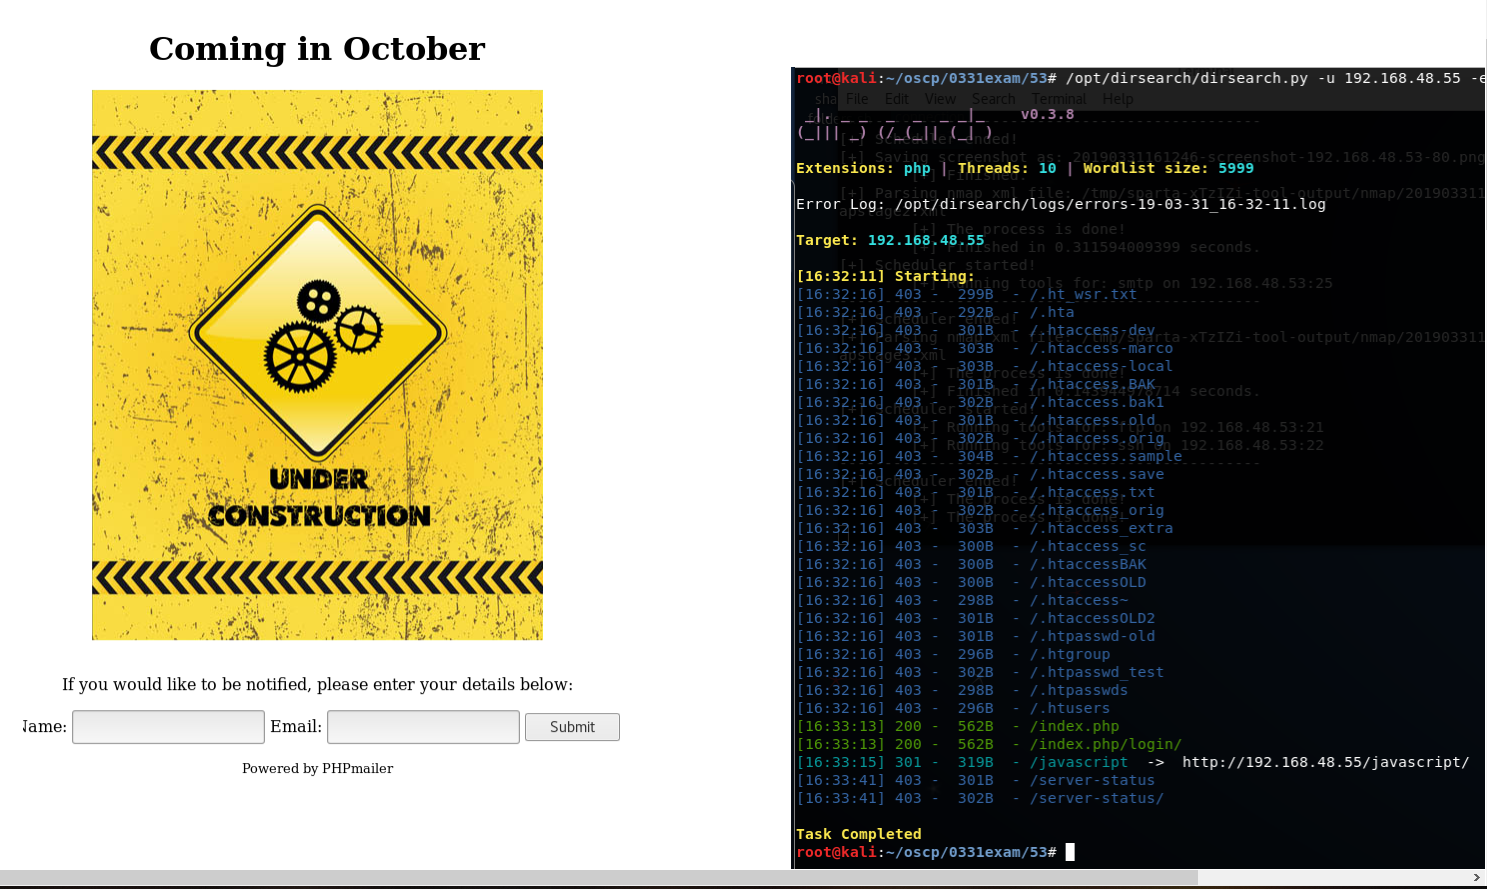 Coming in October
UNDER
CONSTRUCTION
If you would like to be notified, please enter your details below:
Name: Email: Submit
Powered by PHPmailer
root@kali:~/oscp/0331exam/53# /opt/dirsearch/dirsearch.py -u 192.168.48.55 -e
File Edit View Search Terminal Help
_|. _ _  _  _  _ _|_    v0.3.8
(_||| _) (/_(_|| (_| )
Extensions: php | Threads: 10 | Wordlist size: 5999
Error Log: /opt/dirsearch/logs/errors-19-03-31_16-32-11.log
Target: 192.168.48.55
[16:32:11] Starting:
[16:32:16] 403 -  299B  - /.ht_wsr.txt
[16:32:16] 403 -  292B  - /.hta
[16:32:16] 403 -  301B  - /.htaccess-dev
[16:32:16] 403 -  303B  - /.htaccess-marco
[16:32:16] 403 -  303B  - /.htaccess-local
[16:32:16] 403 -  301B  - /.htaccess.BAK
[16:32:16] 403 -  302B  - /.htaccess.bak1
[16:32:16] 403 -  301B  - /.htaccess.old
[16:32:16] 403 -  302B  - /.htaccess.orig
[16:32:16] 403 -  304B  - /.htaccess.sample
[16:32:16] 403 -  302B  - /.htaccess.save
[16:32:16] 403 -  301B  - /.htaccess.txt
[16:32:16] 403 -  302B  - /.htaccess_orig
[16:32:16] 403 -  303B  - /.htaccess_extra
[16:32:16] 403 -  300B  - /.htaccess_sc
[16:32:16] 403 -  300B  - /.htaccessBAK
[16:32:16] 403 -  300B  - /.htaccessOLD
[16:32:16] 403 -  298B  - /.htaccess~
[16:32:16] 403 -  301B  - /.htaccessOLD2
[16:32:16] 403 -  301B  - /.htpasswd-old
[16:32:16] 403 -  296B  - /.htgroup
[16:32:16] 403 -  302B  - /.htpasswd_test
[16:32:16] 403 -  298B  - /.htpasswds
[16:32:16] 403 -  296B  - /.htusers
[16:33:13] 200 -  562B  - /index.php
[16:33:13] 200 -  562B  - /index.php/login/
[16:33:15] 301 -  319B  - /javascript  ->  http://192.168.48.55/javascript/
[16:33:41] 403 -  301B  - /server-status
[16:33:41] 403 -  302B  - /server-status/
Task Completed
root@kali:~/oscp/0331exam/53#